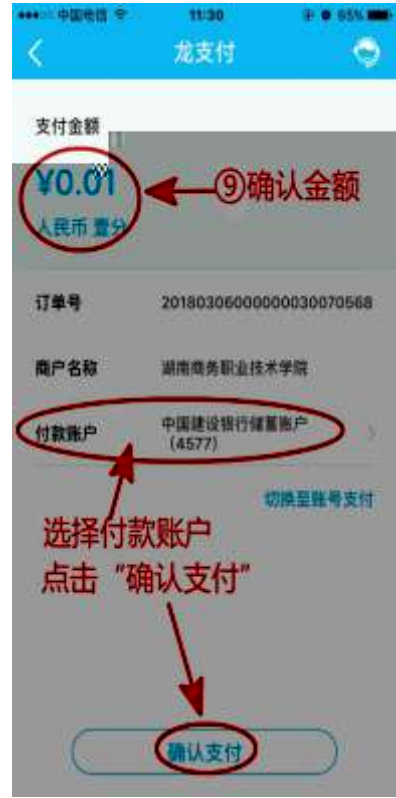 中国电信 11:30 65%
龙支付
支付金额
¥0.01
⑨确认金额
人民币 壹分
订单号 20180306000000030070568
商户名称 湖南商务职业技术学院
付款账户 中国建设银行储蓄账户
（4577）
切换至账号支付
选择付款账户
点击“确认支付”
确认支付